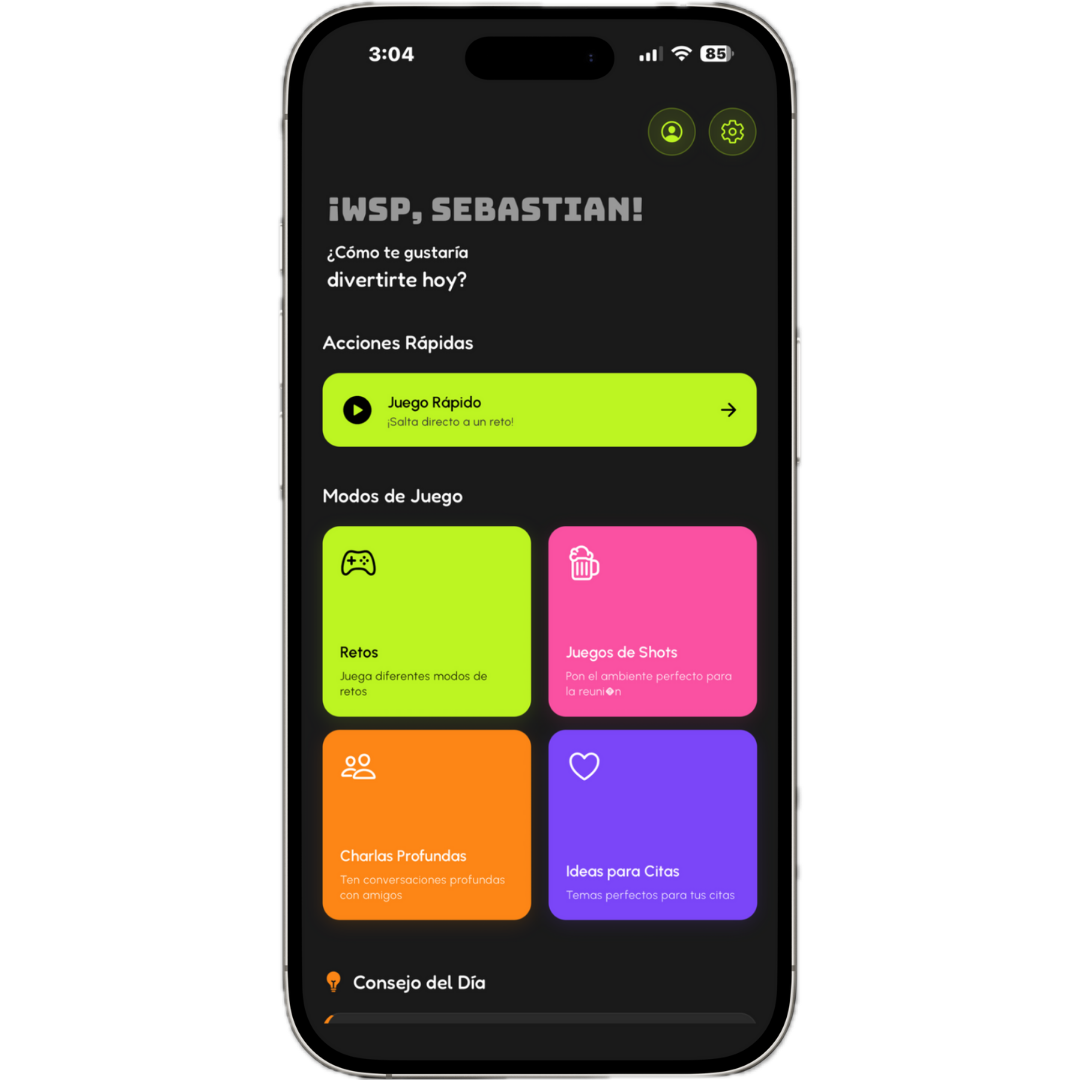 3:04
85
¡WSP, SEBASTIAN!
¿Cómo te gustaría
divertirte hoy?
Acciones Rápidas
Juego Rápido
¡Salta directo a un reto!
Modos de Juego
Retos
Juega diferentes modos de
retos
Juegos de Shots
Pon el ambiente perfecto para
la reuni�n
Charlas Profundas
Ten conversaciones profundas
con amigos
Ideas para Citas
Temas perfectos para tus citas
Consejo del Día